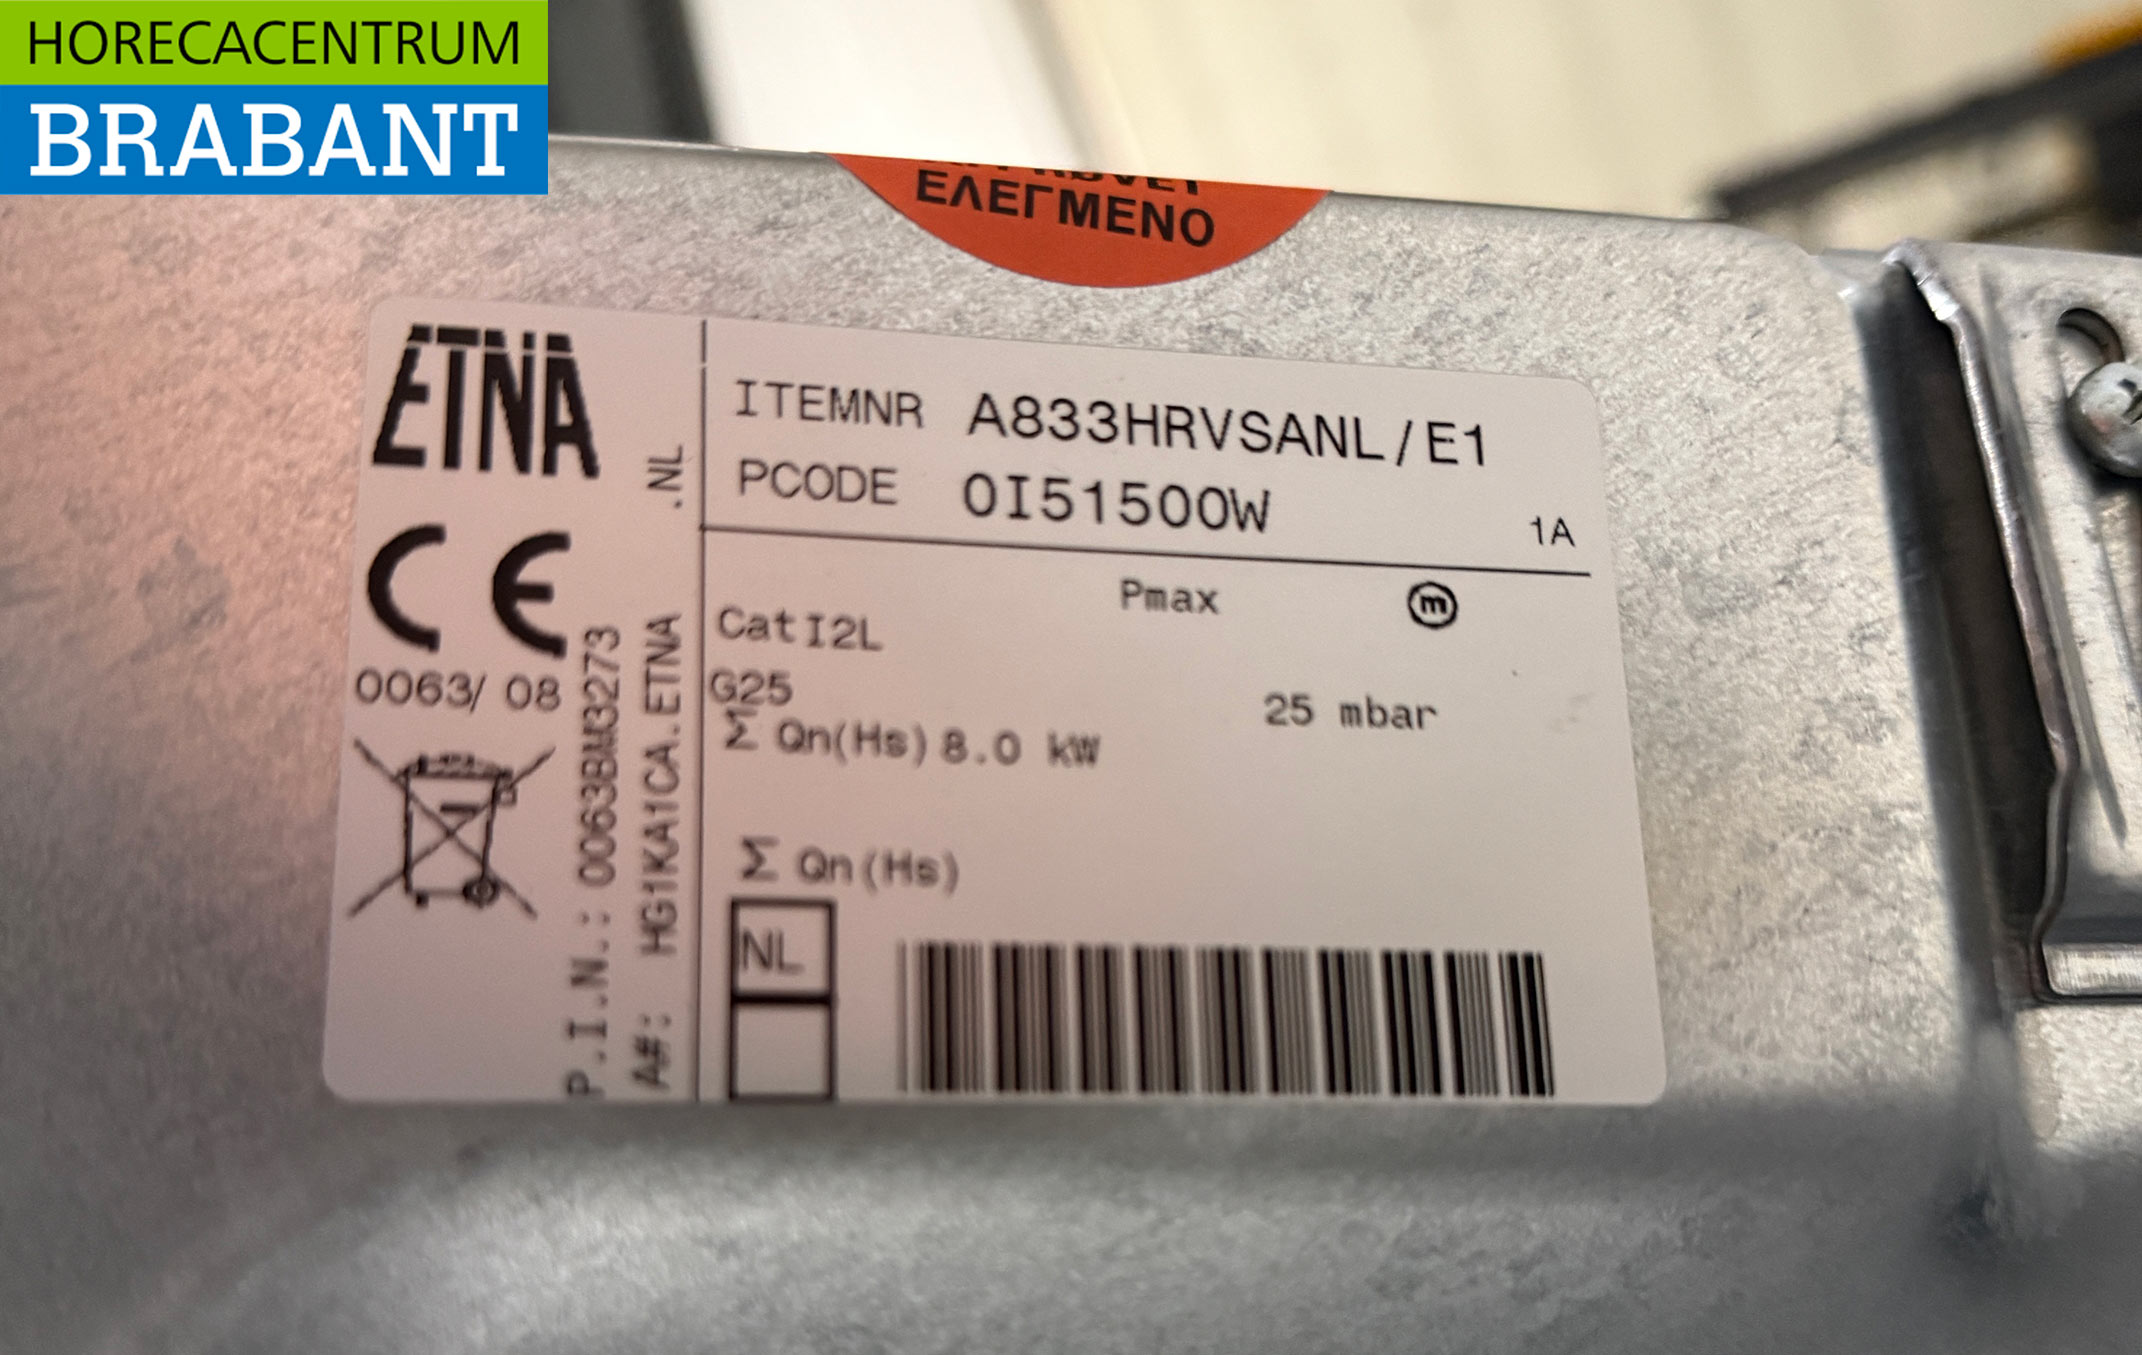 HORECACENTRUM
BRABANT
ΕΛΕΓΜΕΝΟ
ETNA
.NL
ITEMNR A833HRVSANL/E1
PCODE 0I51500W
1A
CE
0063/ 08
P.I.N.: 0063BM3273
A#: HG1KA1CA.ETNA
Pmax m
Cat I2L
G25
25 mbar
Σ Qn(Hs) 8.0 kW
Σ Qn(Hs)
NL